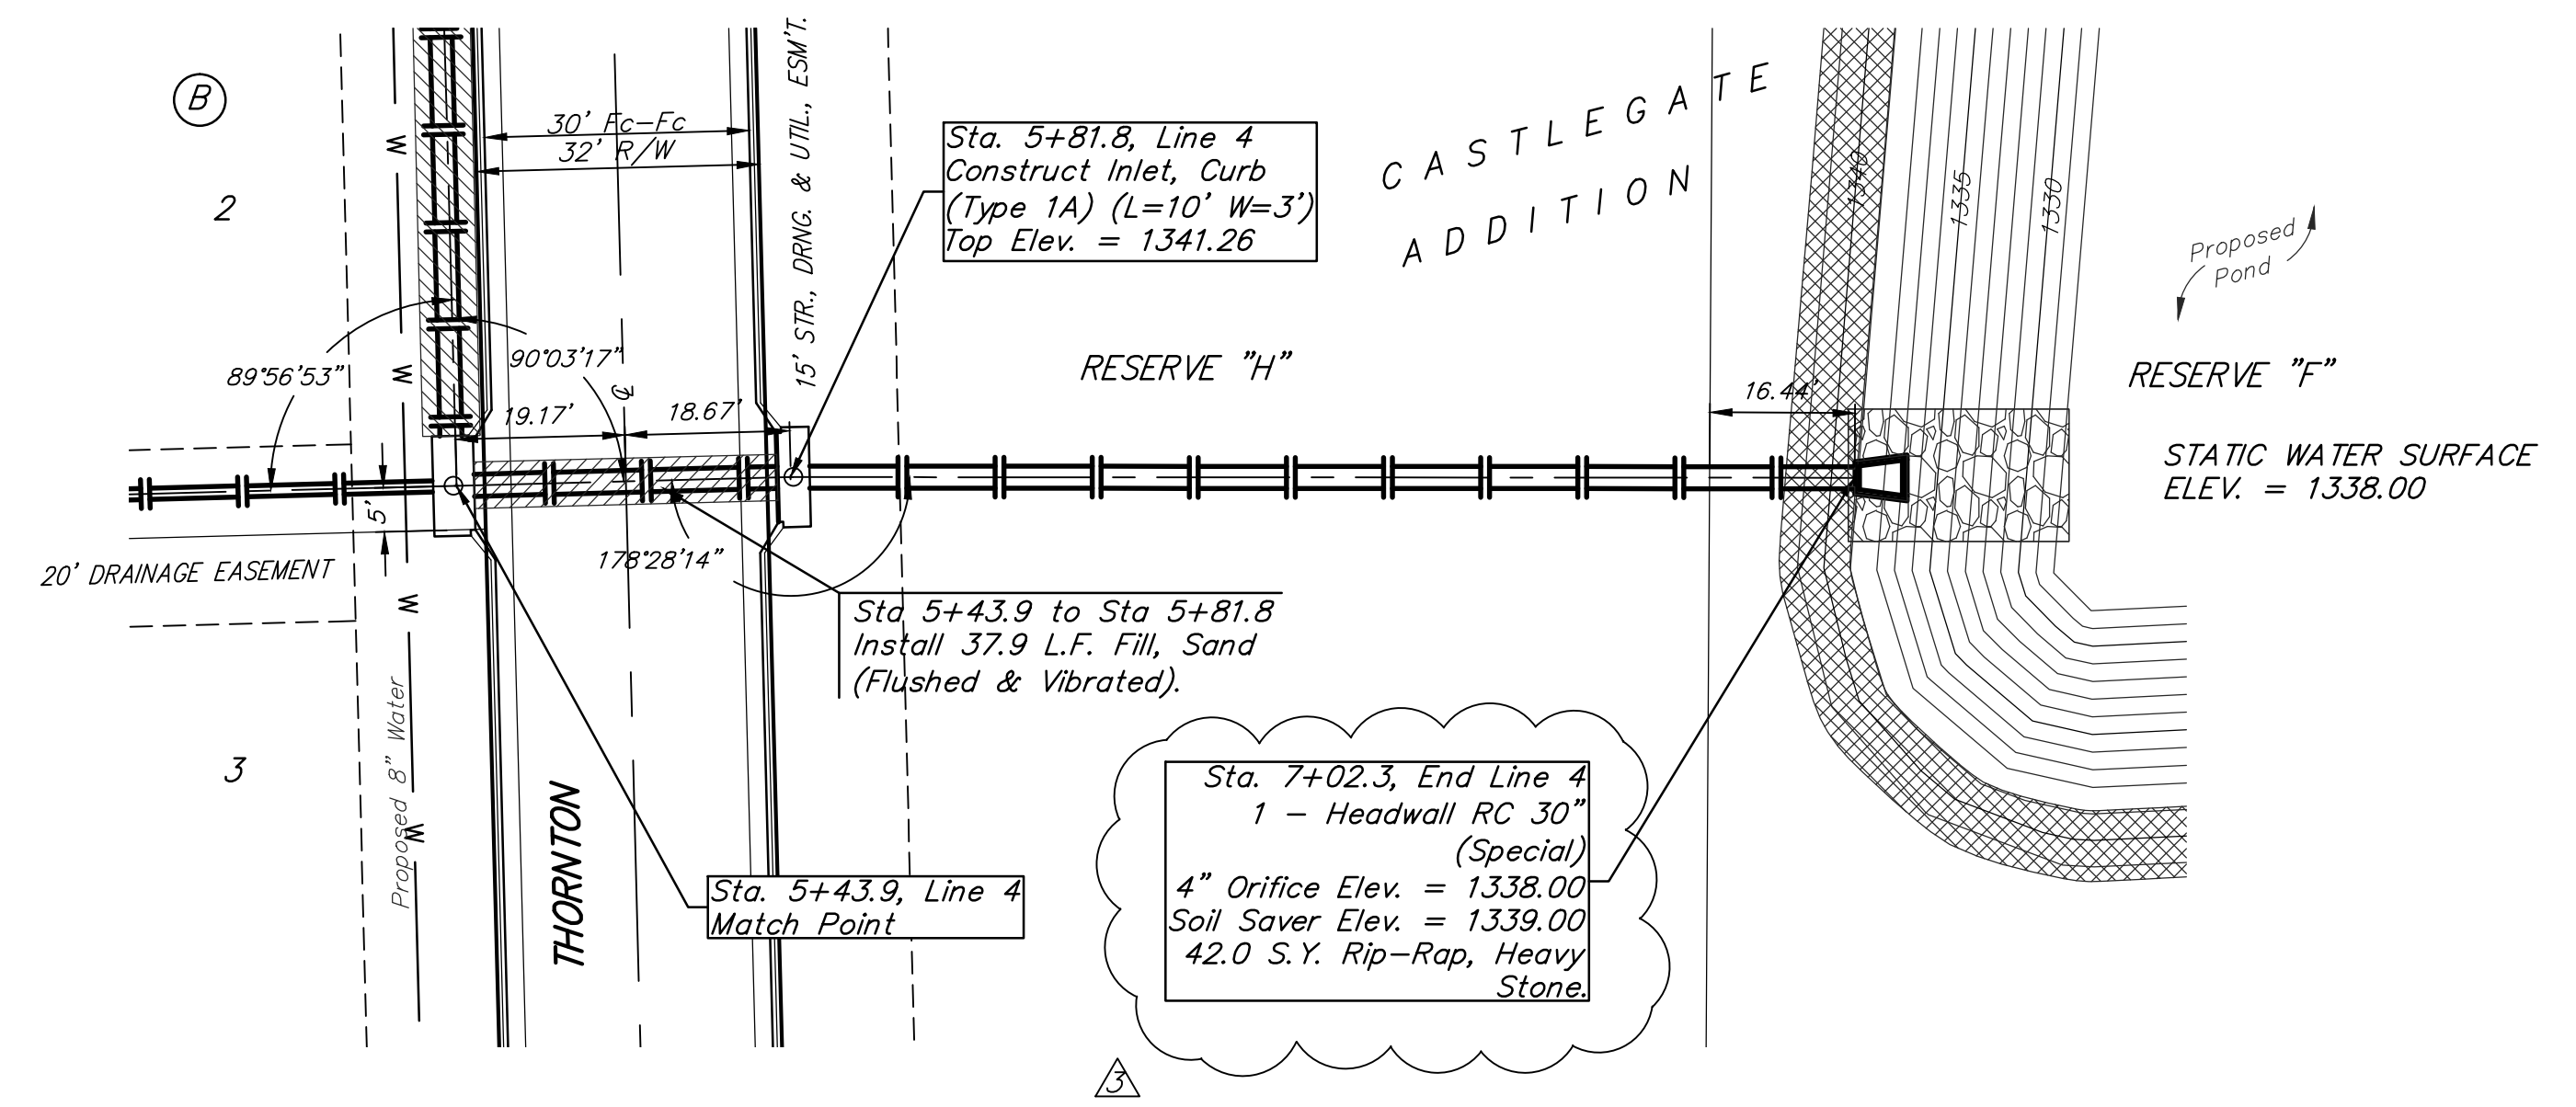 B
2
3
30' Fc-Fc
32' R/W
15' STR., DRNG. & UTIL., ESM'T.
Sta. 5+81.8, Line 4
Construct Inlet, Curb
(Type 1A) (L=10' W=3')
Top Elev. = 1341.26
CASTLEGATE
ADDITION
1340
1335
1330
Proposed
Pond
89°56'53"
90°03'17"
℄
19.17'
18.67'
RESERVE "H"
16.44'
RESERVE "F"
STATIC WATER SURFACE
ELEV. = 1338.00
5'
20' DRAINAGE EASEMENT
178°28'14"
W
W
W
W
Proposed 8" Water
Sta 5+43.9 to Sta 5+81.8
Install 37.9 L.F. Fill, Sand
(Flushed & Vibrated).
THORNTON
Sta. 5+43.9, Line 4
Match Point
Sta. 7+02.3, End Line 4
1 - Headwall RC 30"
(Special)
4" Orifice Elev. = 1338.00
Soil Saver Elev. = 1339.00
42.0 S.Y. Rip-Rap, Heavy
Stone.
3